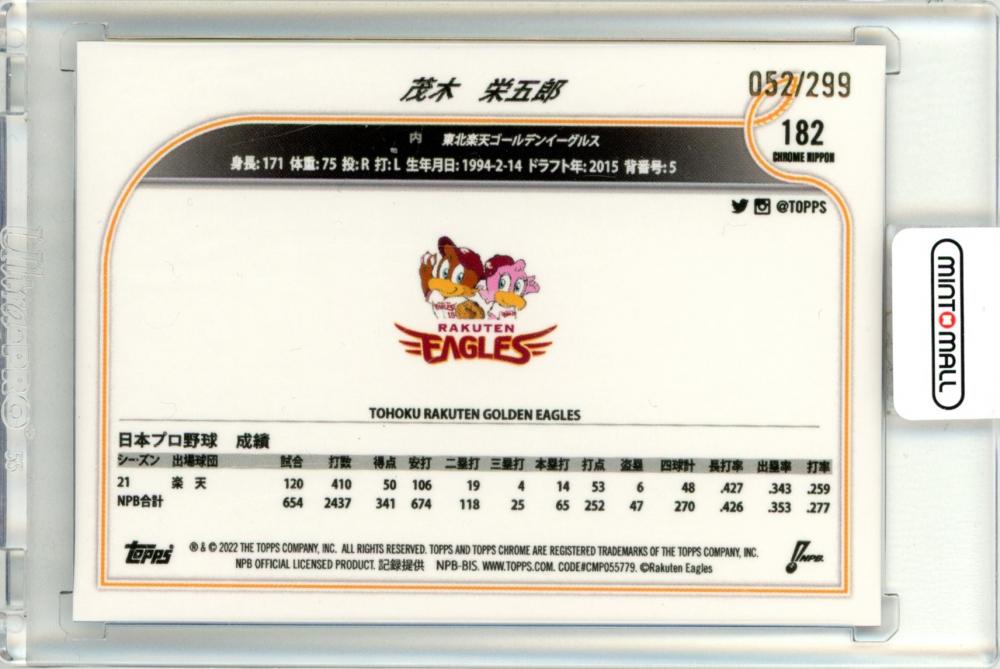 茂木 栄五郎
052/299
182
CHROME NIPPON
内 東北楽天ゴールデンイーグルス
身長: 171 体重: 75 投: R 打: L 生年月日: 1994-2-14 ドラフト年: 2015 背番号: 5
@TOPPS
RAKUTEN
EAGLES
TOHOKU RAKUTEN GOLDEN EAGLES
日本プロ野球 成績
シーズン 出場球団 試合 打数 得点 安打 二塁打 三塁打 本塁打 打点 盗塁 四球計 長打率 出塁率 打率
21 楽天 120 410 50 106 19 4 14 53 6 48 .427 .343 .259
NPB合計 654 2437 341 674 118 25 65 252 47 270 .426 .353 .277
Topps
® & © 2022 THE TOPPS COMPANY, INC. ALL RIGHTS RESERVED. TOPPS AND TOPPS CHROME ARE REGISTERED TRADEMARKS OF THE TOPPS COMPANY, INC.
NPB OFFICIAL LICENSED PRODUCT. 記録提供 NPB-BIS. WWW.TOPPS.COM. CODE#CMP055779. ©Rakuten Eagles
NPB
MINT MALL
Ultra PRO